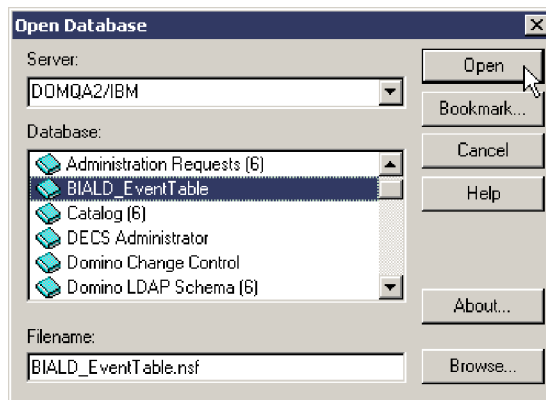 Open Database
Server:
DOMQA2/IBM
Database:
Administration Requests (6)
BIALD_EventTable
Catalog (6)
DECS Administrator
Domino Change Control
Domino LDAP Schema (6)
Filename:
BIALD_EventTable.nsf
Open
Bookmark...
Cancel
Help
About...
Browse...